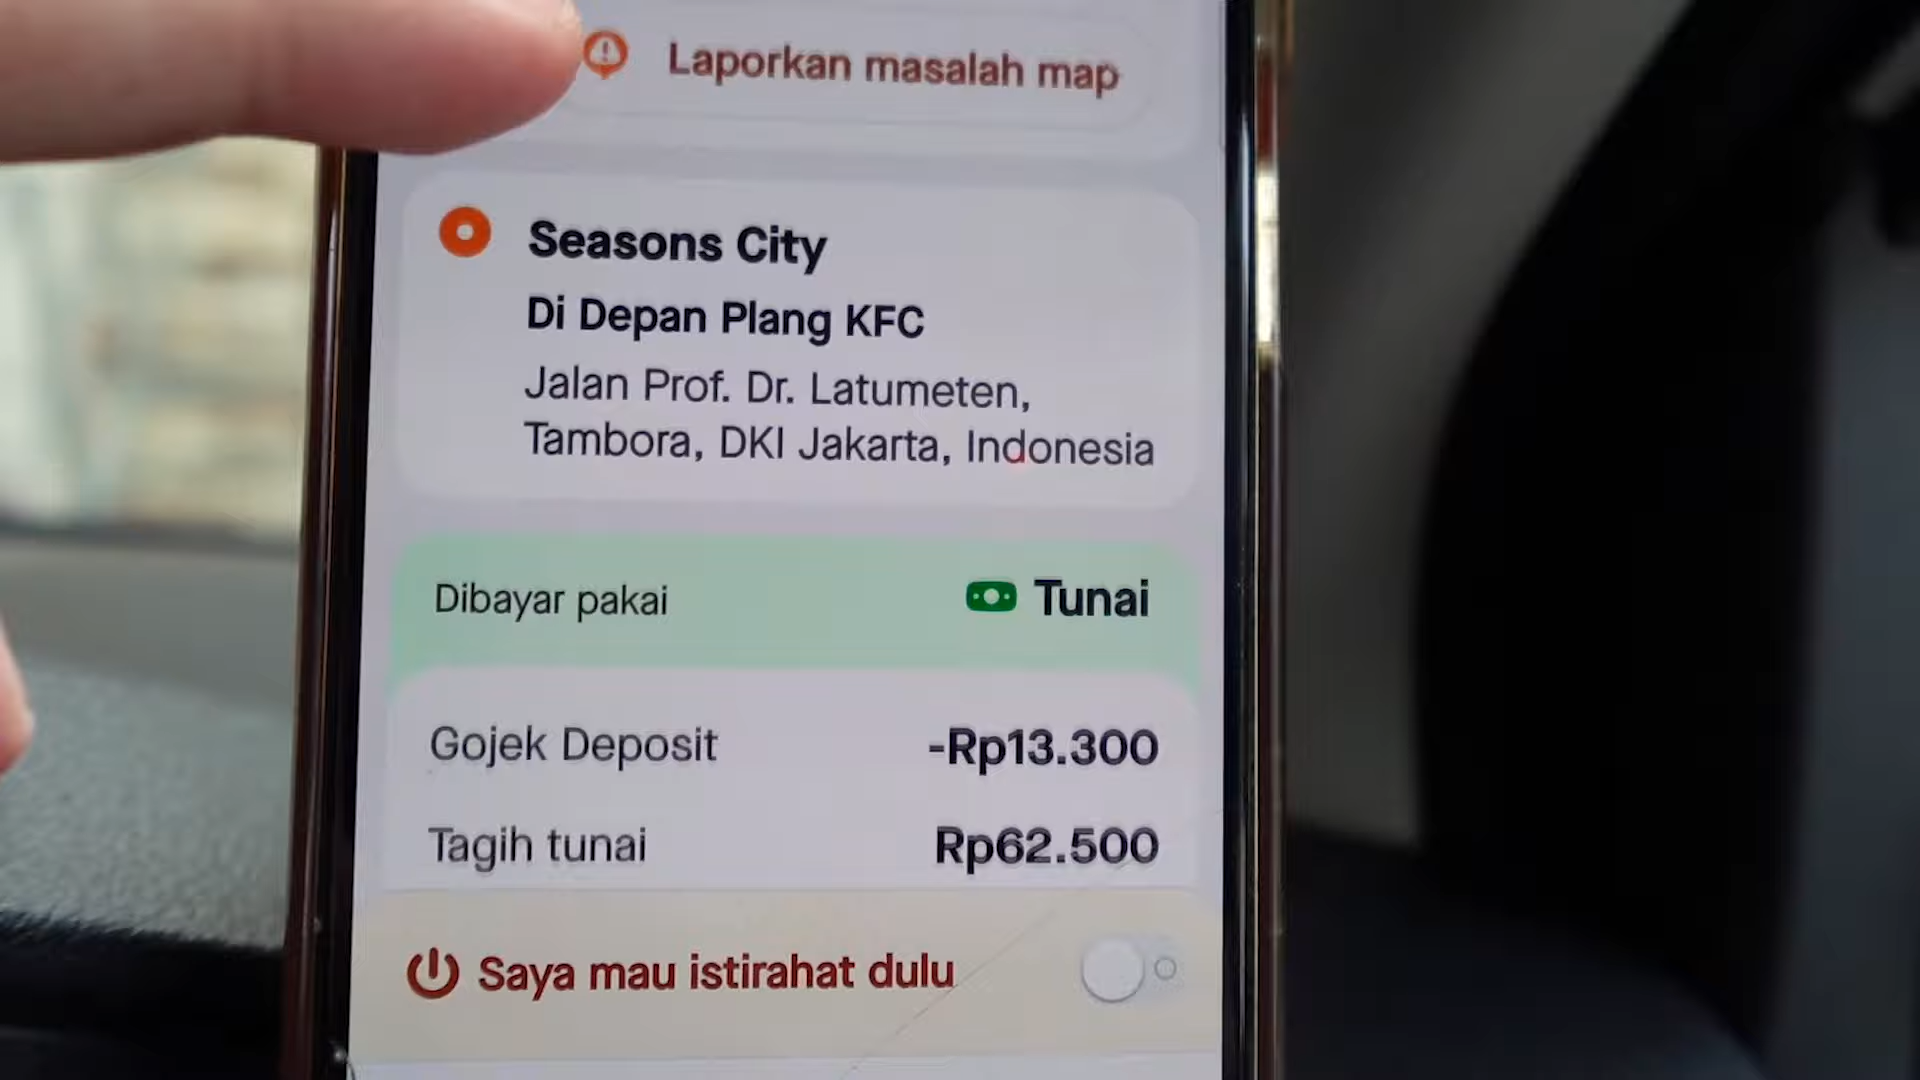 Laporkan masalah map
Seasons City
Di Depan Plang KFC
Jalan Prof. Dr. Latumeten,
Tambora, DKI Jakarta, Indonesia
Dibayar pakai Tunai
Gojek Deposit -Rp13.300
Tagih tunai Rp62.500
Saya mau istirahat dulu